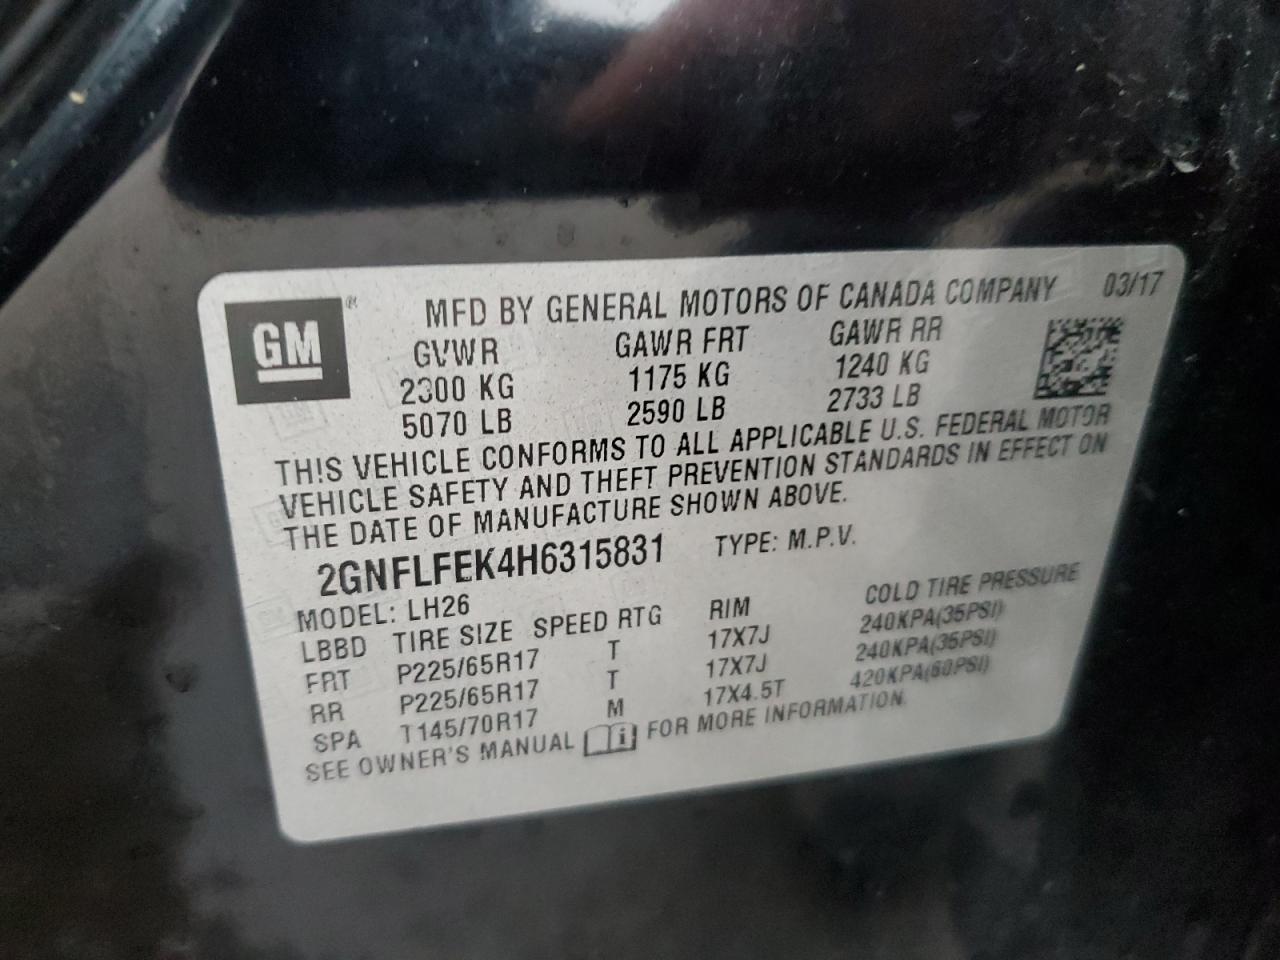 GM ® MFD BY GENERAL MOTORS OF CANADA COMPANY 03/17
GVWR GAWR FRT GAWR RR
2300 KG 1175 KG 1240 KG
5070 LB 2590 LB 2733 LB
THIS VEHICLE CONFORMS TO ALL APPLICABLE U.S. FEDERAL MOTOR
VEHICLE SAFETY AND THEFT PREVENTION STANDARDS IN EFFECT ON
THE DATE OF MANUFACTURE SHOWN ABOVE.
2GNFLFEK4H6315831 TYPE: M.P.V.
MODEL: LH26
LBBD TIRE SIZE SPEED RTG RIM COLD TIRE PRESSURE
FRT P225/65R17 T 17X7J 240KPA(35PSI)
RR P225/65R17 T 17X7J 240KPA(35PSI)
SPA T145/70R17 M 17X4.5T 420KPA(60PSI)
SEE OWNER'S MANUAL i FOR MORE INFORMATION.